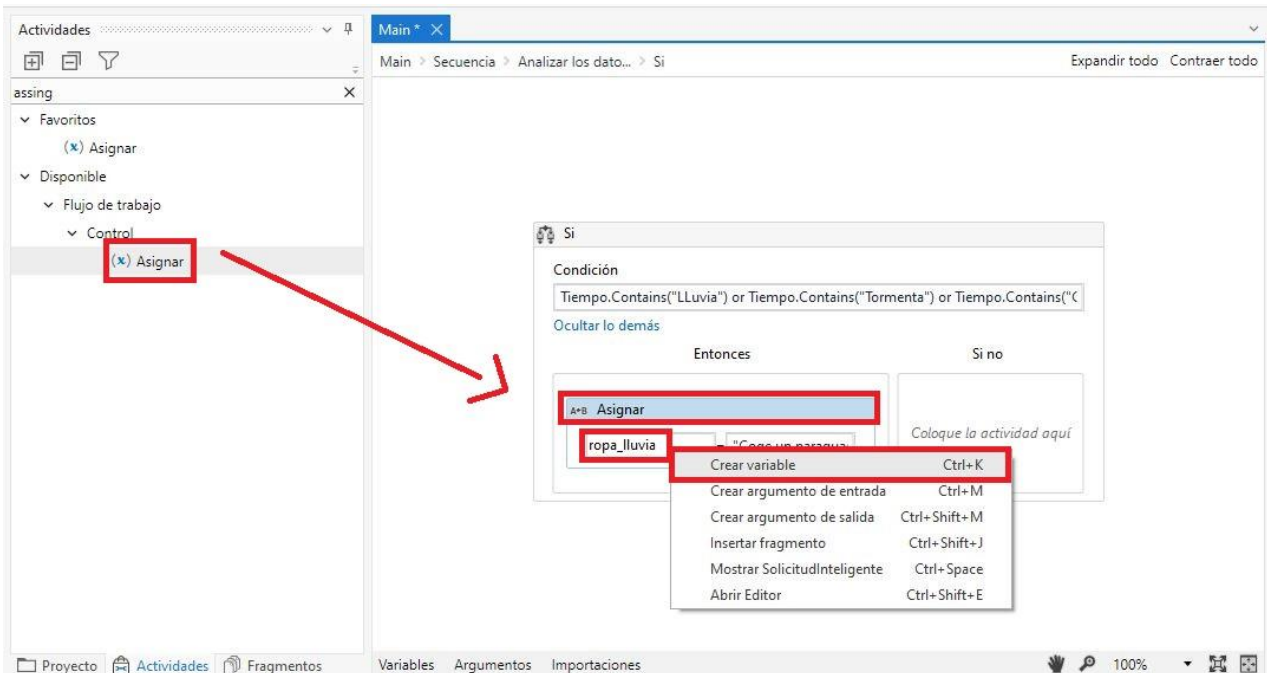 Actividades
Main *
Main > Secuencia > Analizar los dato... > Si
Expandir todo Contraer todo
assing
Favoritos
(x) Asignar
Disponible
Flujo de trabajo
Control
(x) Asignar
Si
Condición
Tiempo.Contains("LLuvia") or Tiempo.Contains("Tormenta") or Tiempo.Contains("
Ocultar lo demás
Entonces
Si no
A+B Asignar
ropa_lluvia = "Coge un paragua
Coloque la actividad aquí
Crear variable Ctrl+K
Crear argumento de entrada Ctrl+M
Crear argumento de salida Ctrl+Shift+M
Insertar fragmento Ctrl+Shift+J
Mostrar SolicitudInteligente Ctrl+Space
Abrir Editor Ctrl+Shift+E
Proyecto Actividades Fragmentos
Variables Argumentos Importaciones
100%